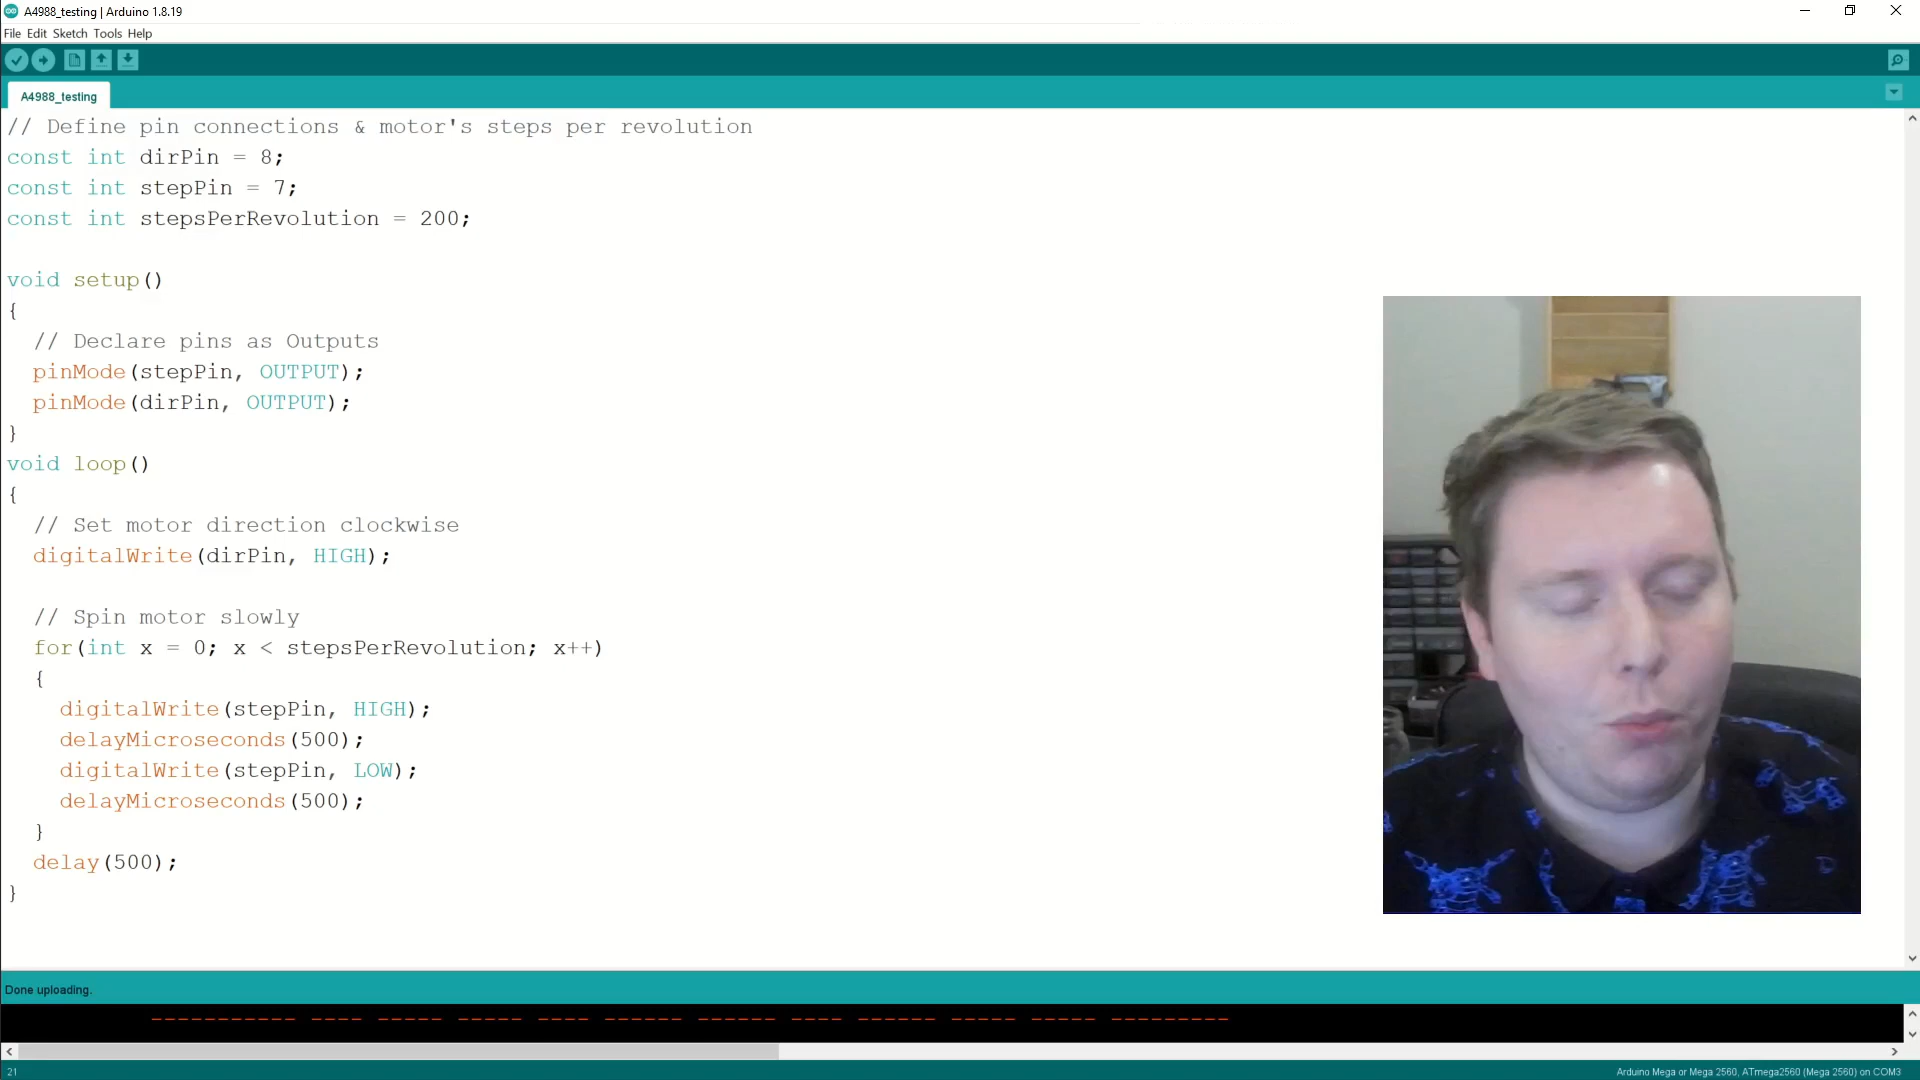 A4988_testing | Arduino 1.8.19
File Edit Sketch Tools Help
A4988_testing
// Define pin connections & motor's steps per revolution
const int dirPin = 8;
const int stepPin = 7;
const int stepsPerRevolution = 200;
void setup()
{
  // Declare pins as Outputs
  pinMode(stepPin, OUTPUT);
  pinMode(dirPin, OUTPUT);
}
void loop()
{
  // Set motor direction clockwise
  digitalWrite(dirPin, HIGH);
  // Spin motor slowly
  for(int x = 0; x < stepsPerRevolution; x++)
  {
    digitalWrite(stepPin, HIGH);
    delayMicroseconds(500);
    digitalWrite(stepPin, LOW);
    delayMicroseconds(500);
  }
  delay(500);
}
Done uploading.
----------- ---- ----- ----- ---- ------ ------ ---- ------ ----- ----- ---------
21
Arduino Mega or Mega 2560, ATmega2560 (Mega 2560) on COM3